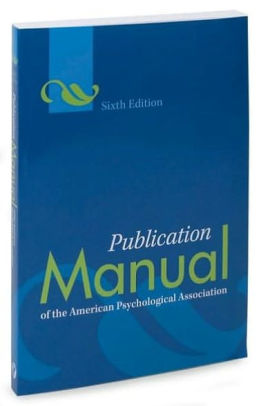 Sixth Edition
Publication
Manual
of the American Psychological Association